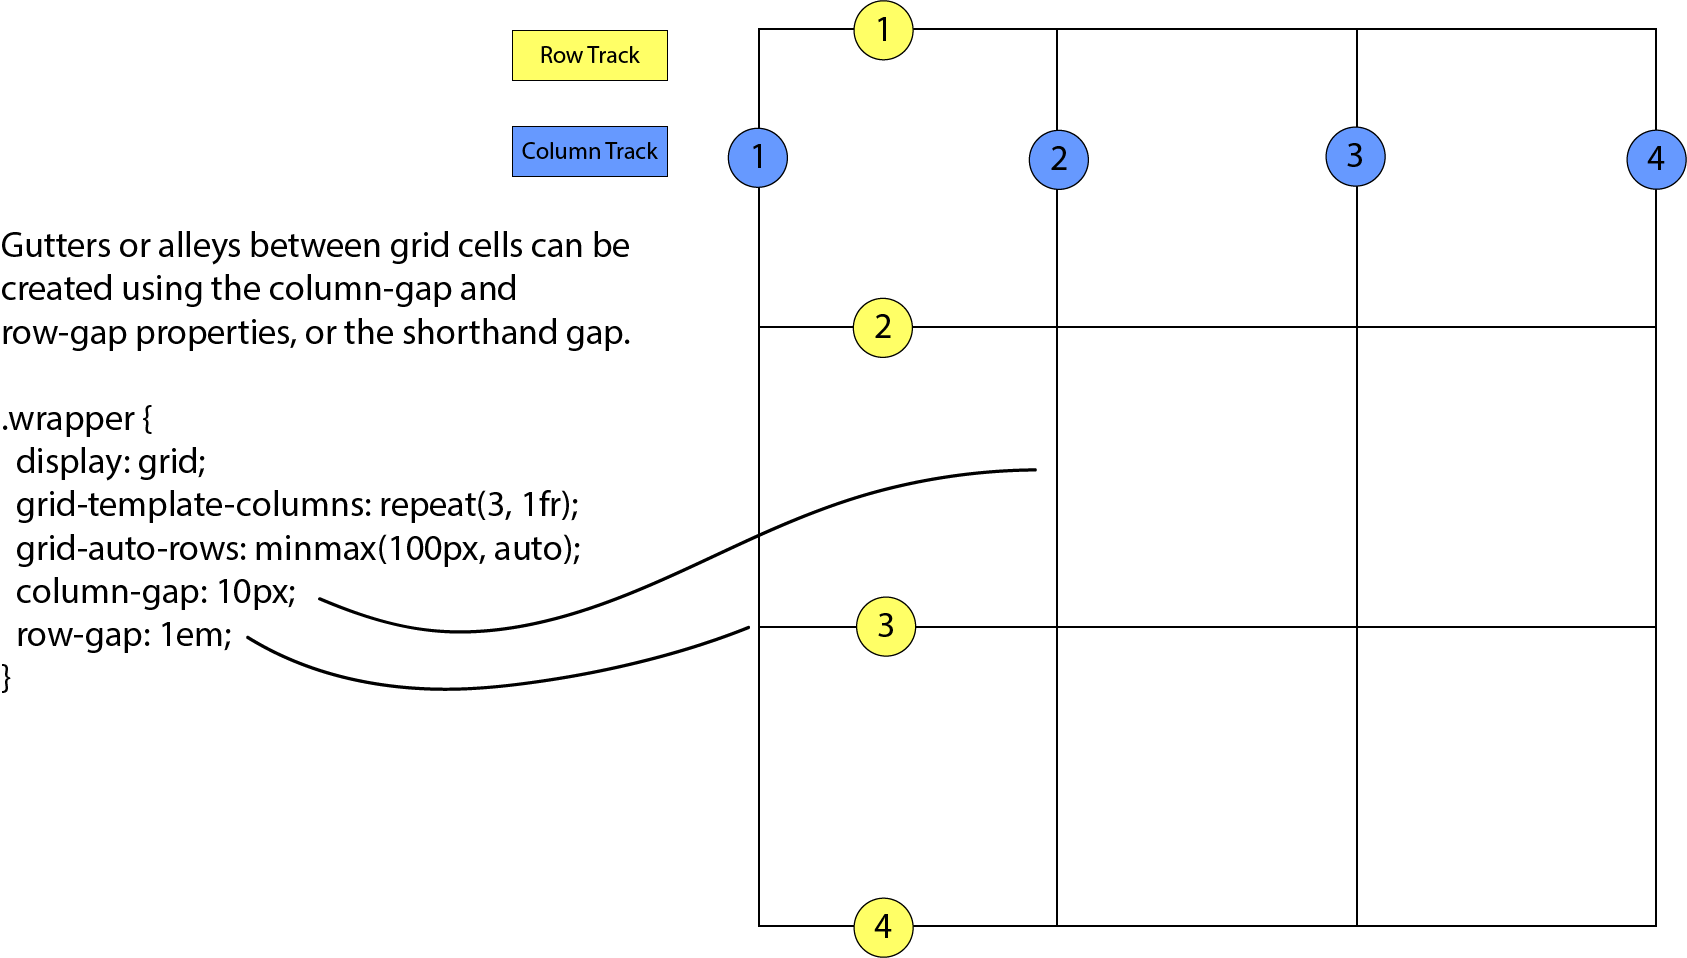 1
Row Track
Column Track
1
2
3
4
Gutters or alleys between grid cells can be
created using the column-gap and
row-gap properties, or the shorthand gap.
2
.wrapper {
display: grid;
grid-template-columns: repeat(3, 1fr);
grid-auto-rows: minmax(100px, auto);
column-gap: 10px;
row-gap: 1em;
}
3
4